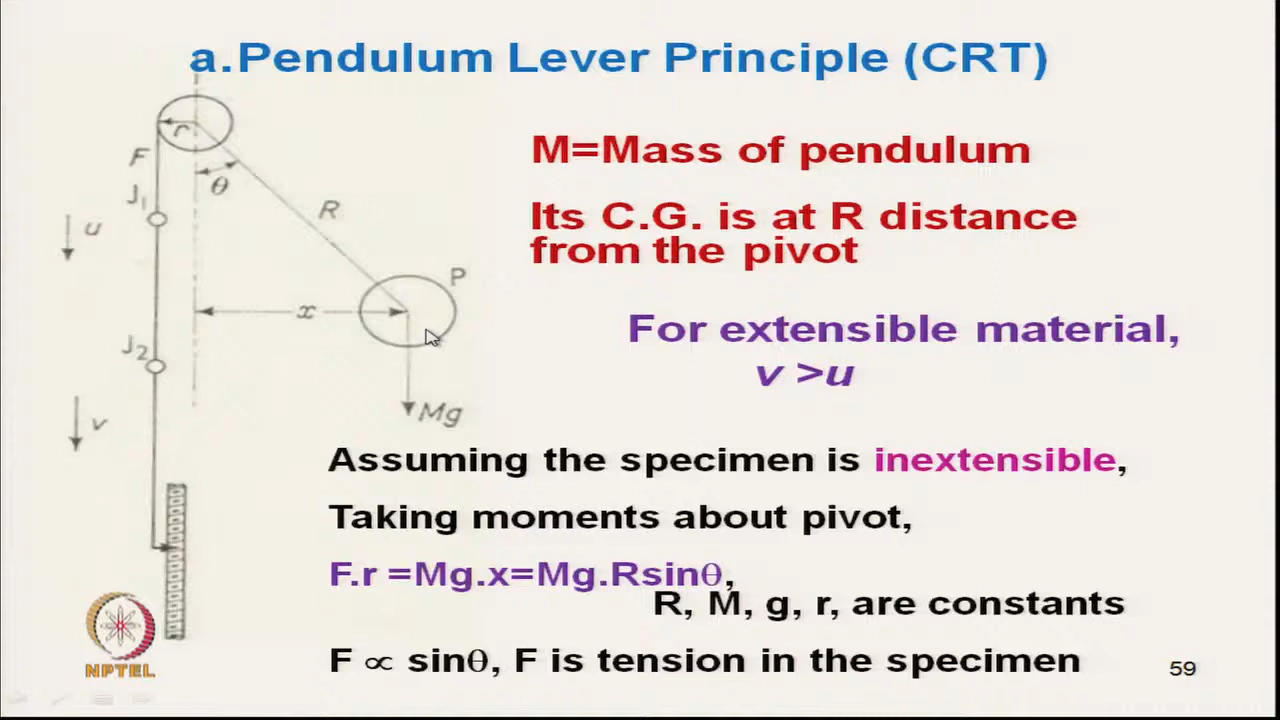 a.Pendulum Lever Principle (CRT)
M=Mass of pendulum
Its C.G. is at R distance
from the pivot
For extensible material,
v >u
Assuming the specimen is inextensible,
Taking moments about pivot,
F.r =Mg.x=Mg.Rsinθ,
R, M, g, r, are constants
F ∝ sinθ, F is tension in the specimen
r
F
θ
J₁
R
u
P
x
J₂
Mg
v
NPTEL
59